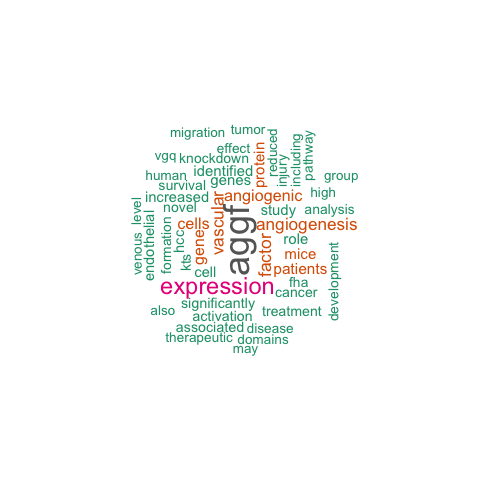 migration
tumor
effect
vgq
knockdown
protein
reduced
injury
including
pathway
human
identified
survival
genes
group
increased
angiogenic
high
novel
vascular
aggf
study
analysis
level
venous
endothelial
formation
hcc
cells
gene
kts
cell
factor
angiogenesis
role
mice
patients
development
expression
fha
cancer
significantly
also
activation
treatment
associated
disease
therapeutic
domains
may